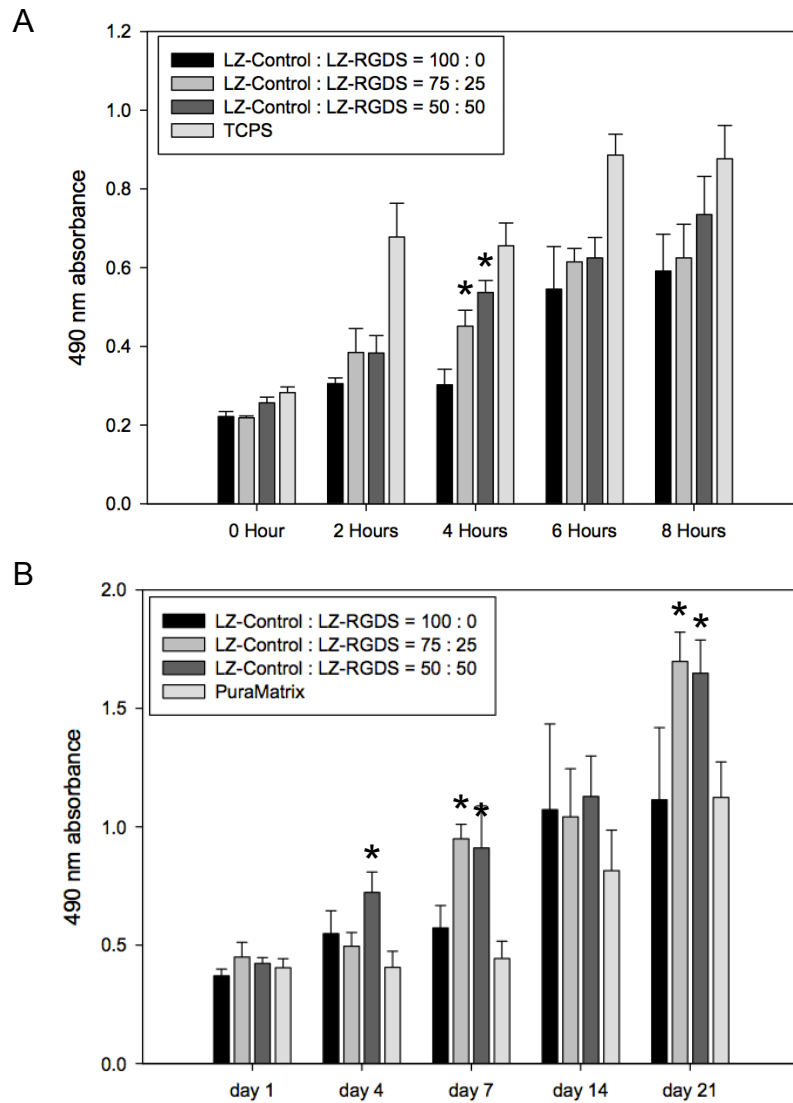 A
1.2
1.0
0.8
0.6
0.4
0.2
0.0
490 nm absorbance
LZ-Control : LZ-RGDS = 100 : 0
LZ-Control : LZ-RGDS = 75 : 25
LZ-Control : LZ-RGDS = 50 : 50
TCPS
* *
0 Hour 2 Hours 4 Hours 6 Hours 8 Hours
B
2.0
1.5
1.0
0.5
0.0
490 nm absorbance
LZ-Control : LZ-RGDS = 100 : 0
LZ-Control : LZ-RGDS = 75 : 25
LZ-Control : LZ-RGDS = 50 : 50
PuraMatrix
* * * * *
day 1 day 4 day 7 day 14 day 21